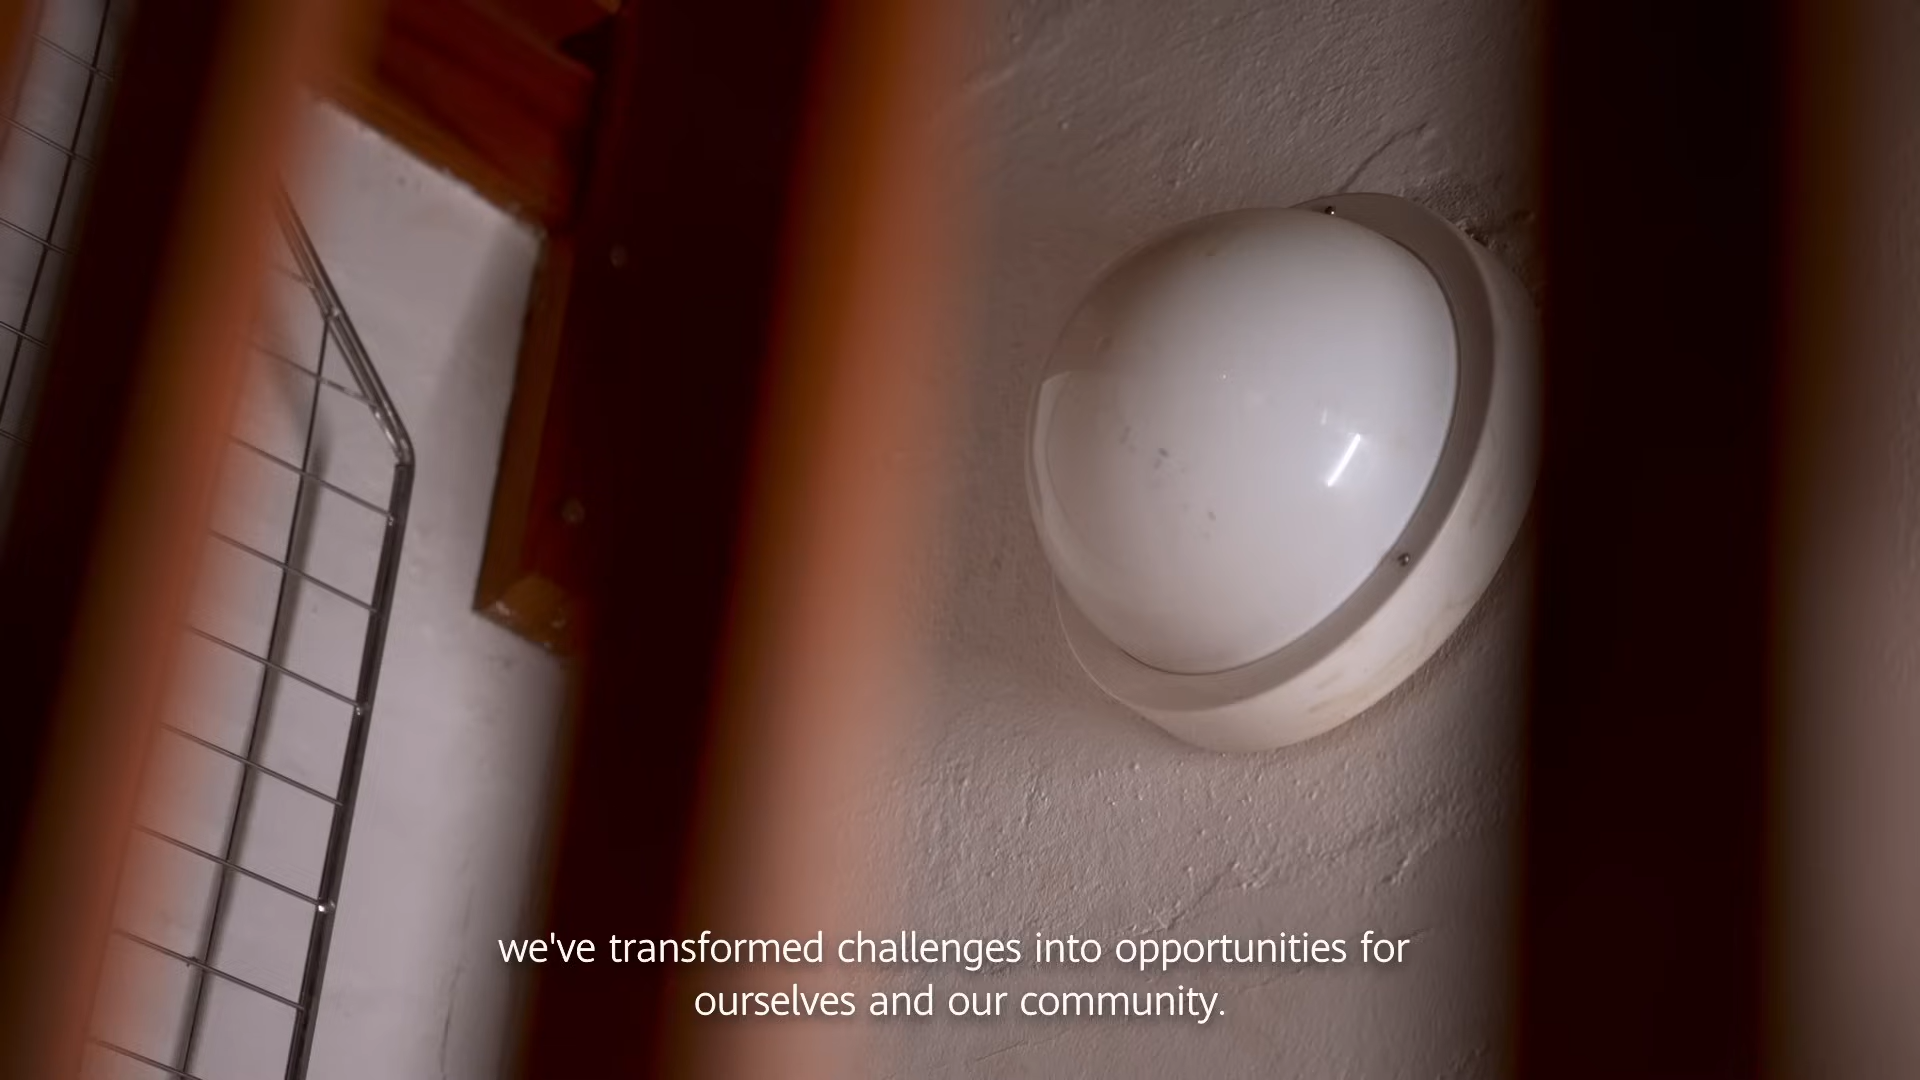 we've transformed challenges into opportunities for
ourselves and our community.